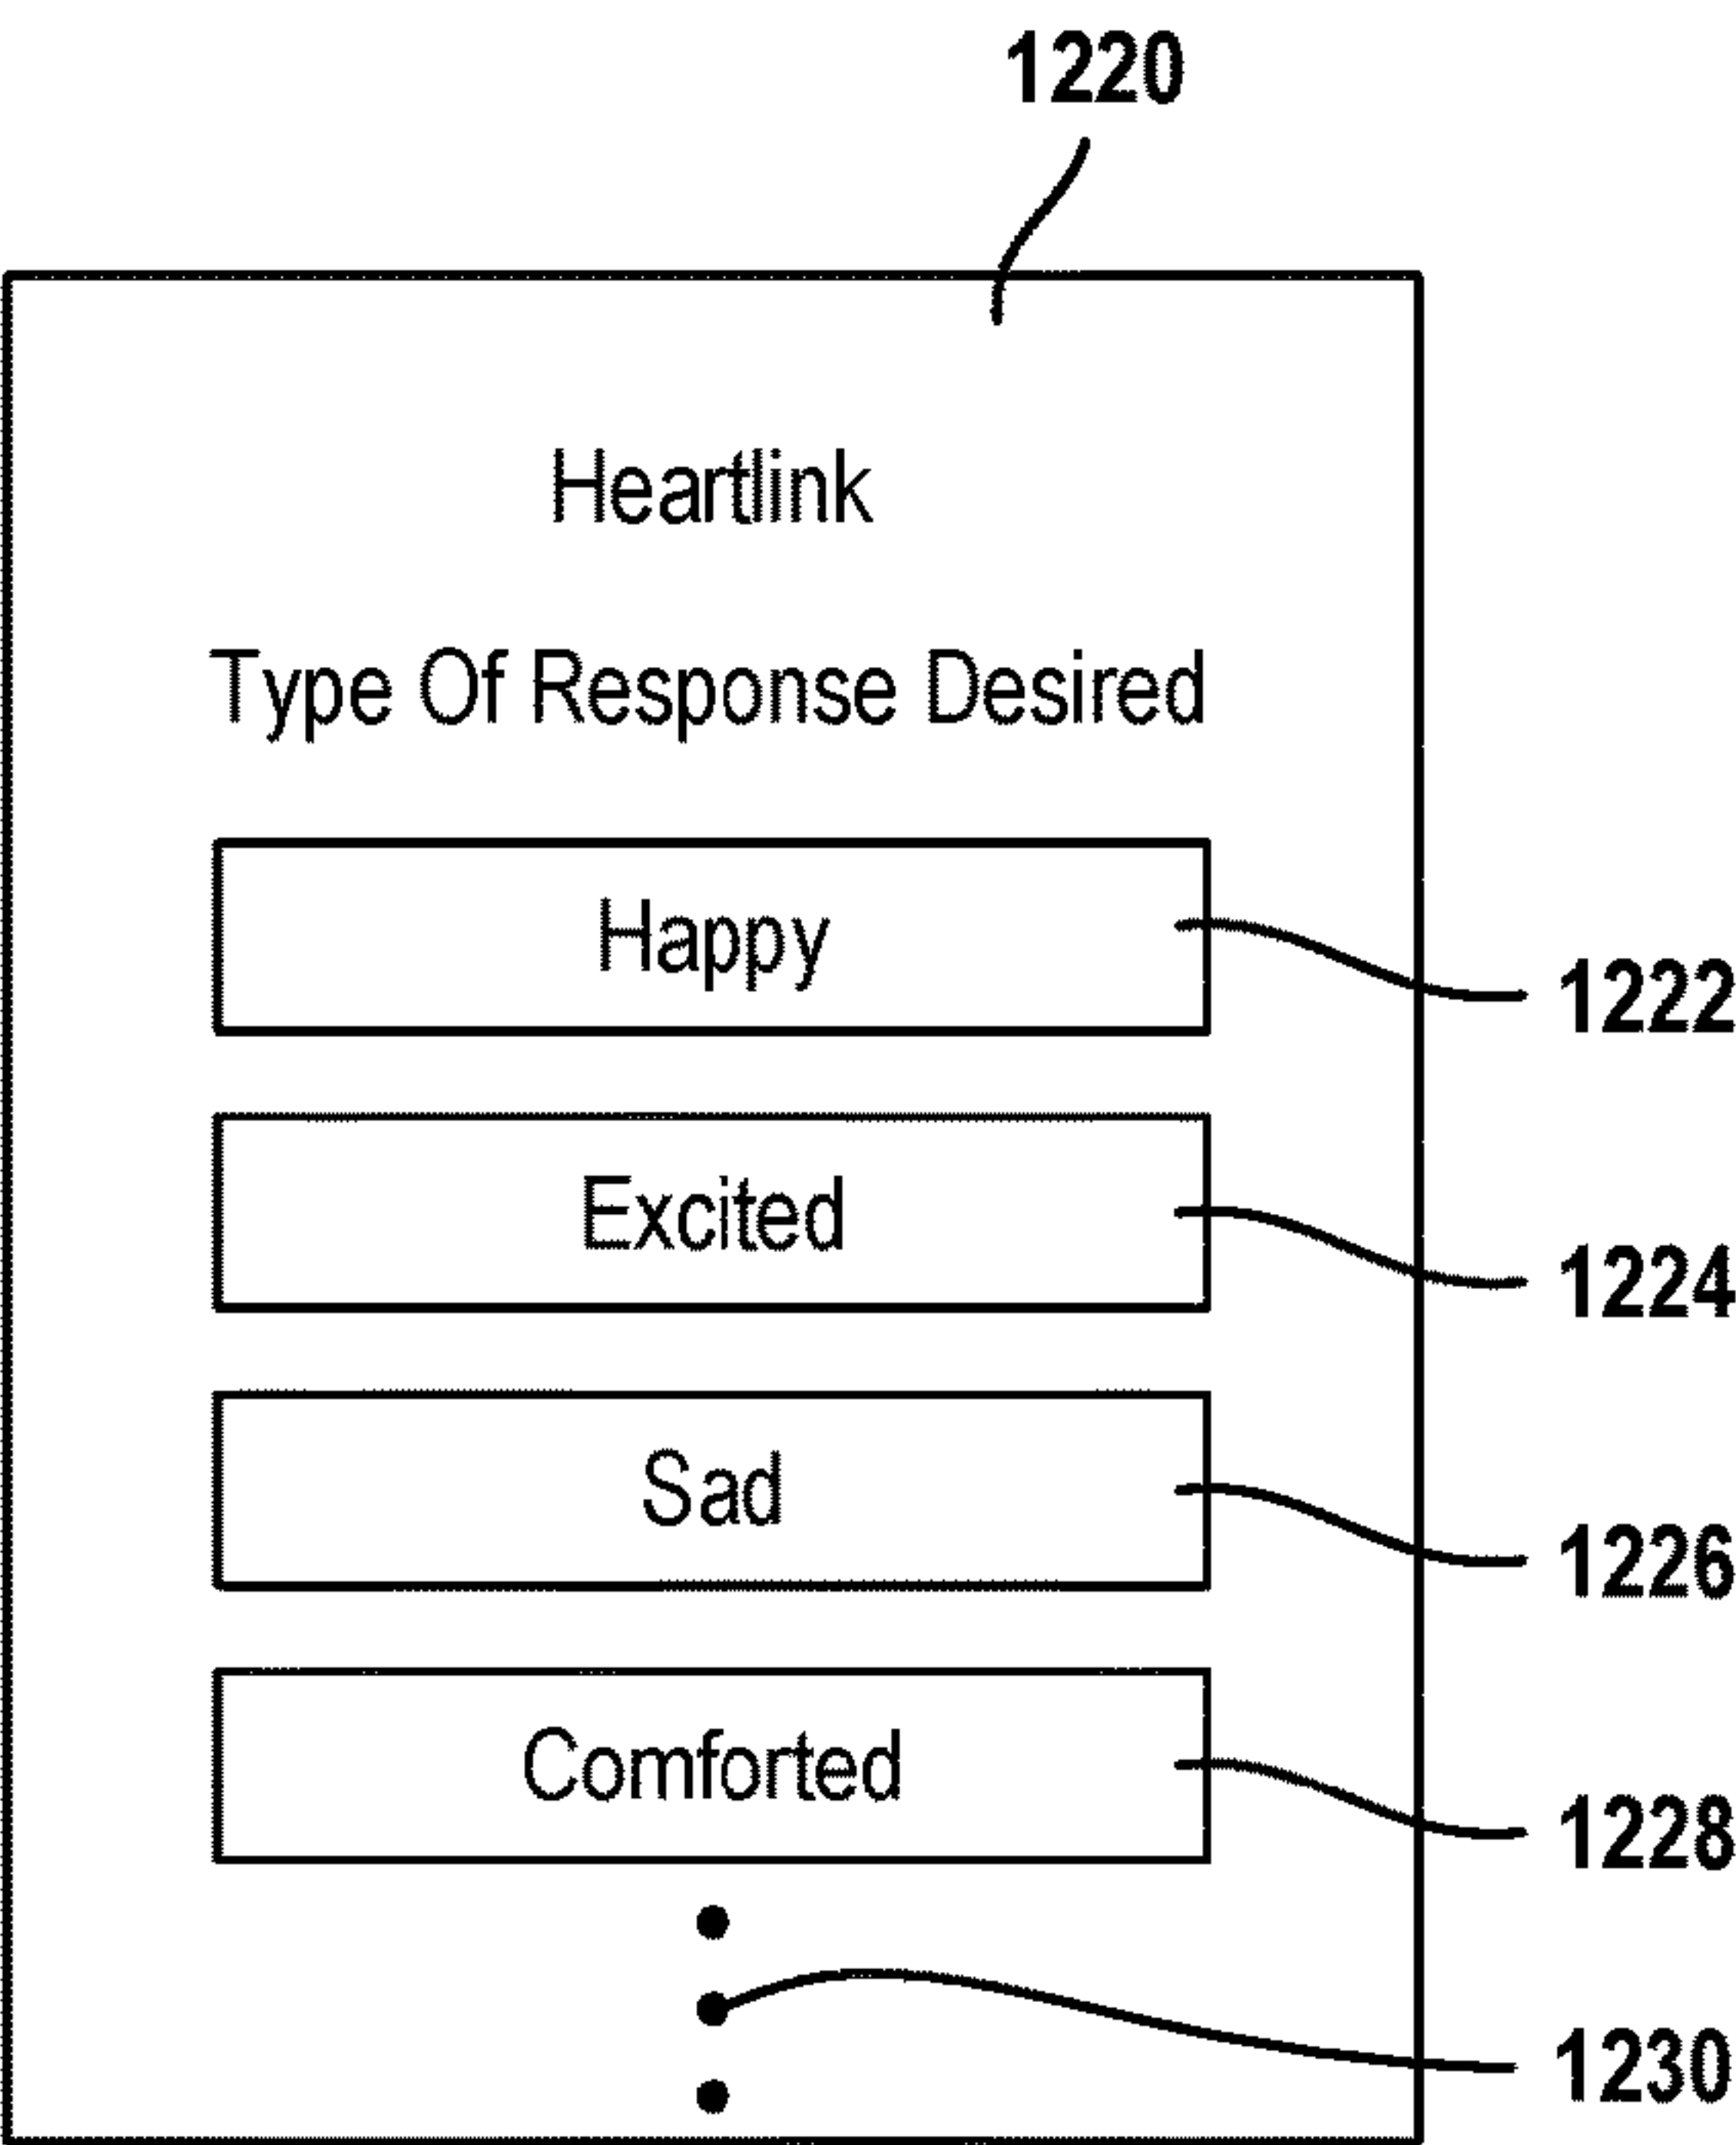 1220
Heartlink
Type Of Response Desired
Happy
1222
Excited
1224
Sad
1226
Comforted
1228
1230